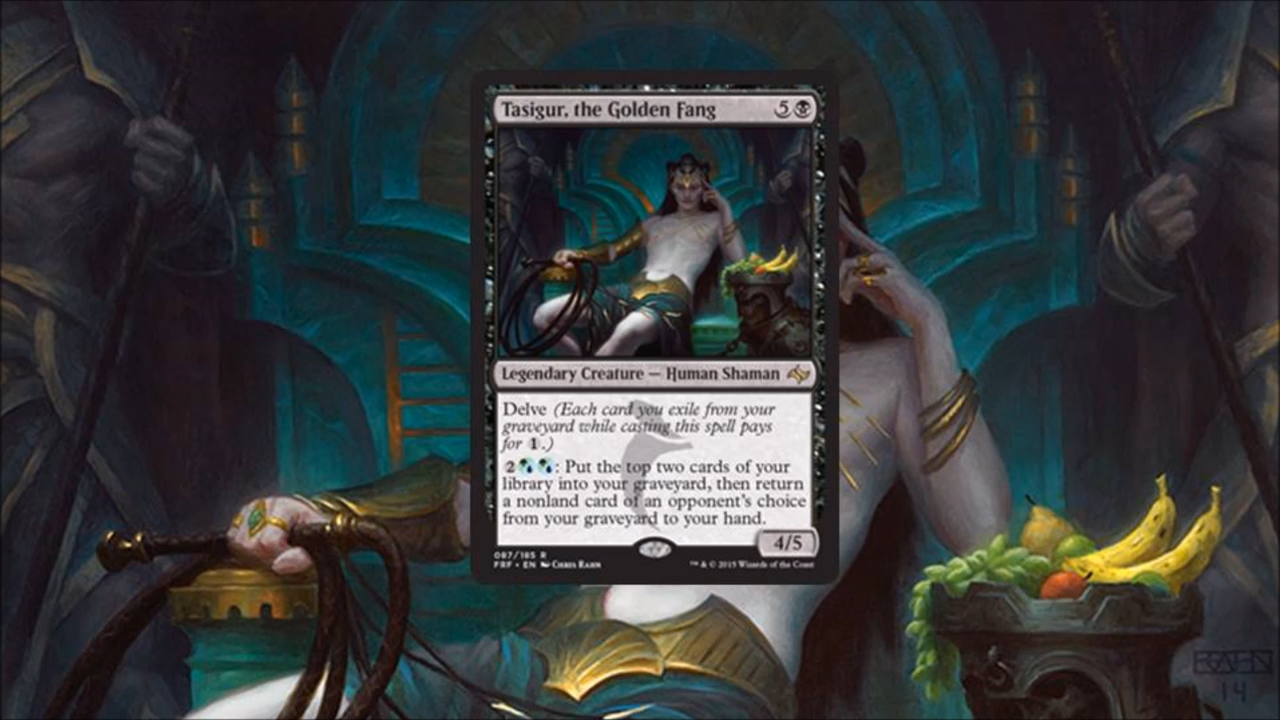 Tasigur, the Golden Fang 5
Legendary Creature — Human Shaman
Delve (Each card you exile from your
graveyard while casting this spell pays
for 1.)
2 : Put the top two cards of your
library into your graveyard, then return
a nonland card of an opponent's choice
from your graveyard to your hand.
4/5
087/185 R
FRF • EN Chris Rahn
™ & © 2015 Wizards of the Coast
RAHN
14